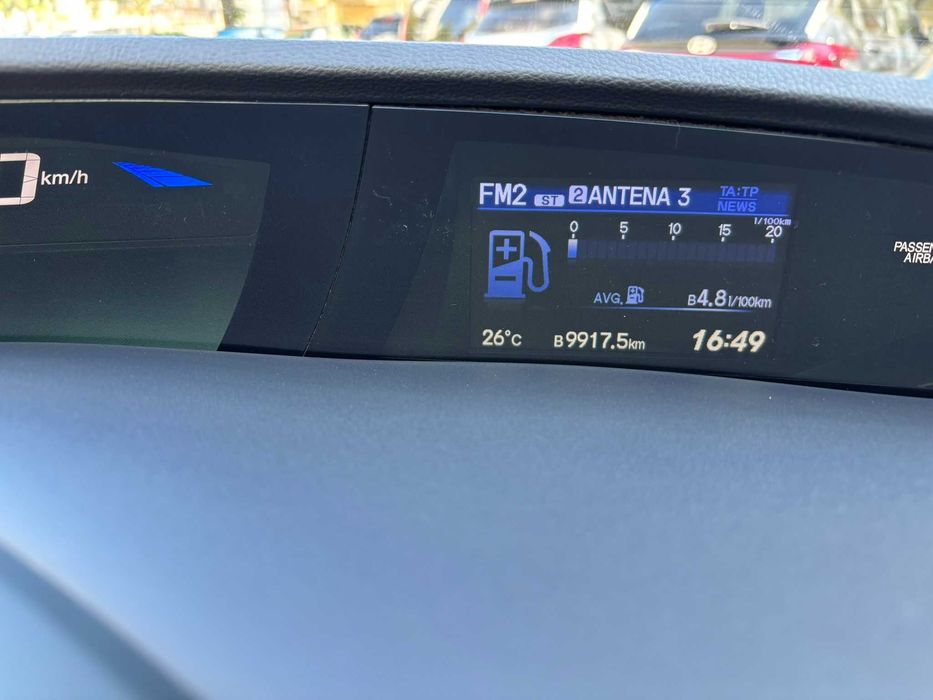 0 km/h
FM2 ST 2 ANTENA 3 TA:TP
NEWS
l/100km
0 5 10 15 20
AVG. B4.8 l/100km
26°C B9917.5km 16:49
PASSEN
AIRBA